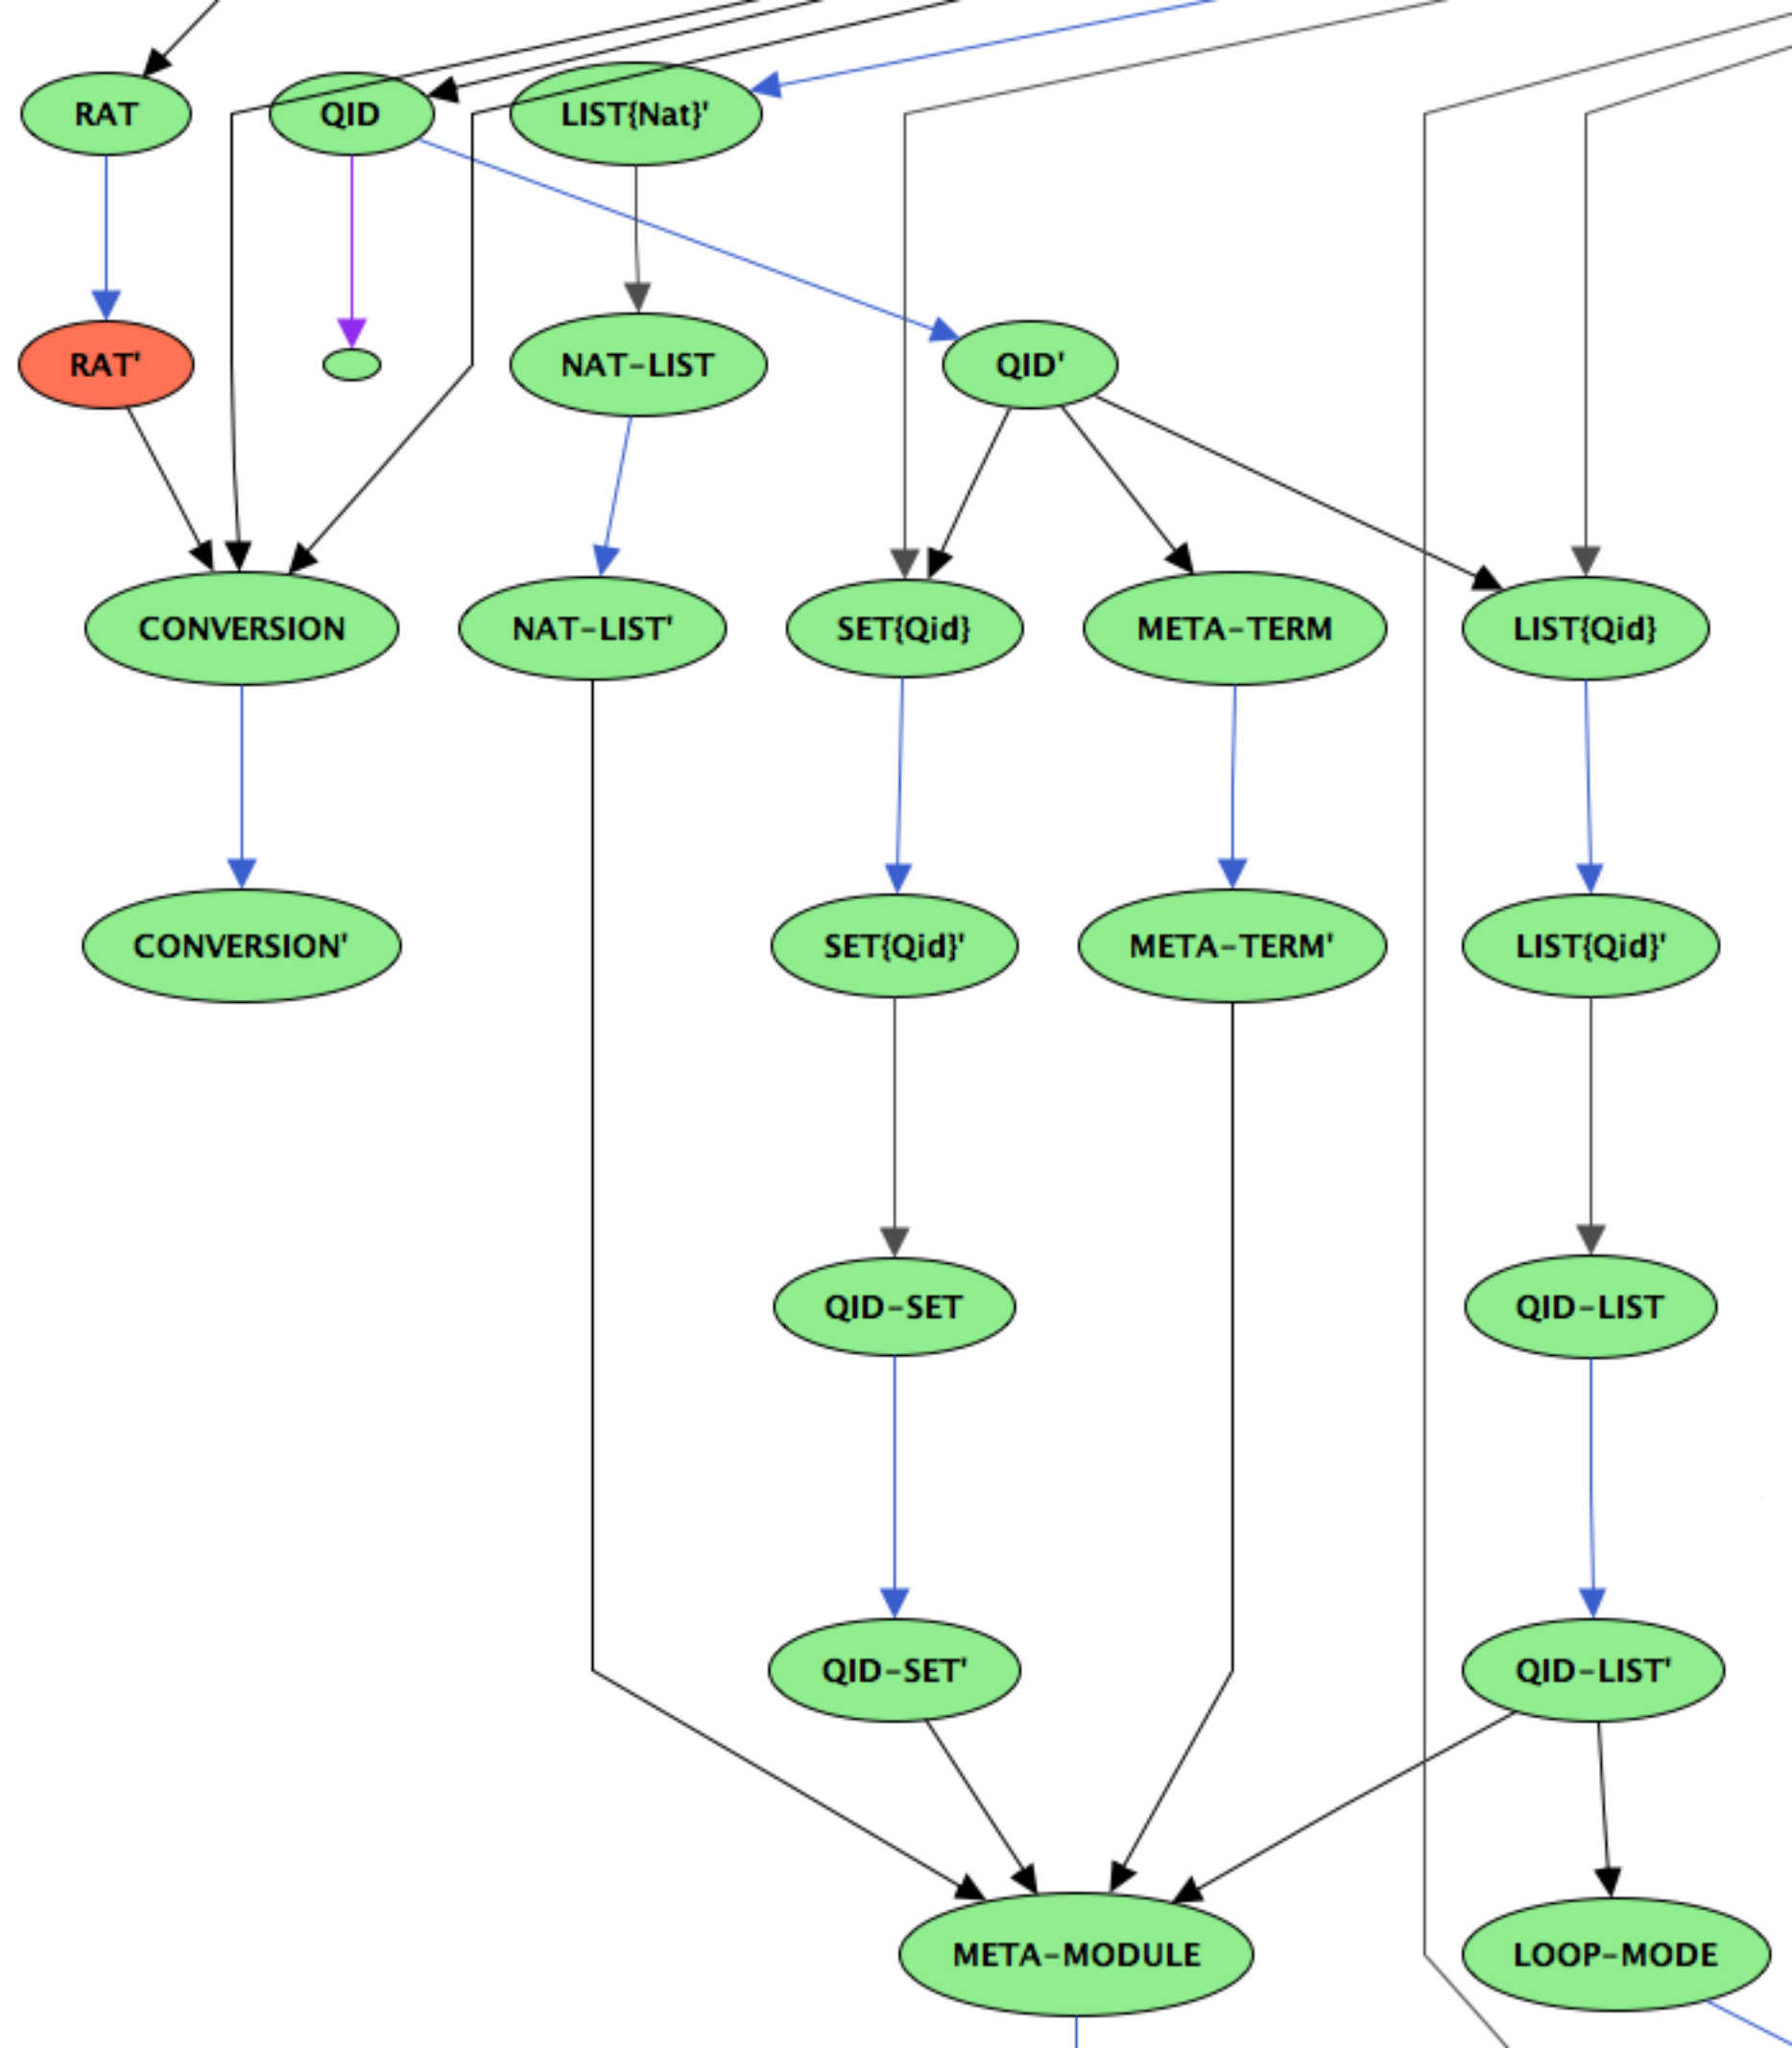 RAT
QID
LIST{Nat}'
RAT'
NAT-LIST
QID'
CONVERSION
NAT-LIST'
SET{Qid}
META-TERM
LIST{Qid}
CONVERSION'
SET{Qid}'
META-TERM'
LIST{Qid}'
QID-SET
QID-LIST
QID-SET'
QID-LIST'
META-MODULE
LOOP-MODE